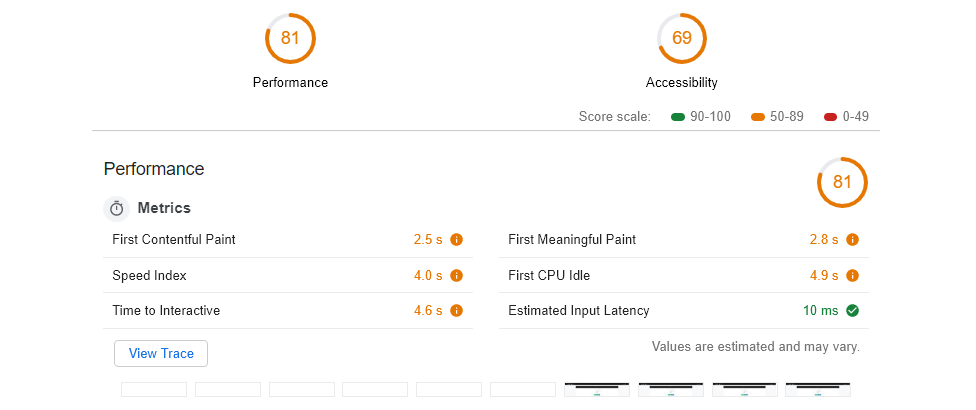 81 69
Performance Accessibility
Score scale: 90-100 50-89 0-49
Performance
81
Metrics
First Contentful Paint 2.5 s First Meaningful Paint 2.8 s
Speed Index 4.0 s First CPU Idle 4.9 s
Time to Interactive 4.6 s Estimated Input Latency 10 ms
View Trace Values are estimated and may vary.